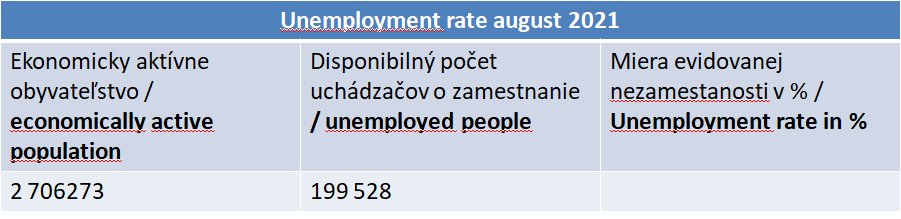 Unemployment rate august 2021
Ekonomicky aktívne
obyvateľstvo /
economically active
population
Disponibilný počet
uchádzačov o zamestnanie
/ unemployed people
Miera evidovanej
nezamestanosti v % /
Unemployment rate in %
2 706273
199 528